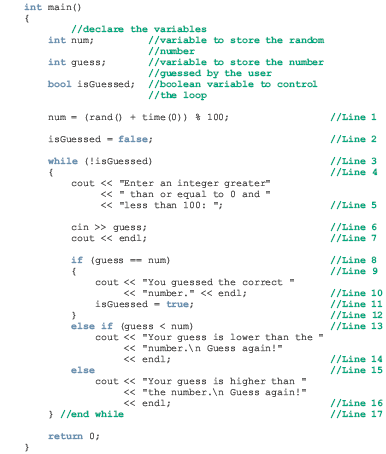 int main()
{
//declare the variables
int num; //variable to store the random
//number
int guess; //variable to store the number
//guessed by the user
bool isGuessed; //boolean variable to control
//the loop
num = (rand() + time(0)) % 100; //Line 1
isGuessed = false; //Line 2
while (!isGuessed) //Line 3
{ //Line 4
cout << "Enter an integer greater"
<< " than or equal to 0 and "
<< "less than 100: "; //Line 5
cin >> guess; //Line 6
cout << endl; //Line 7
if (guess == num) //Line 8
{ //Line 9
cout << "You guessed the correct "
<< "number." << endl; //Line 10
isGuessed = true; //Line 11
} //Line 12
else if (guess < num) //Line 13
cout << "Your guess is lower than the "
<< "number.\n Guess again!"
<< endl; //Line 14
else //Line 15
cout << "Your guess is higher than "
<< "the number.\n Guess again!"
<< endl; //Line 16
} //end while //Line 17
return 0;
}